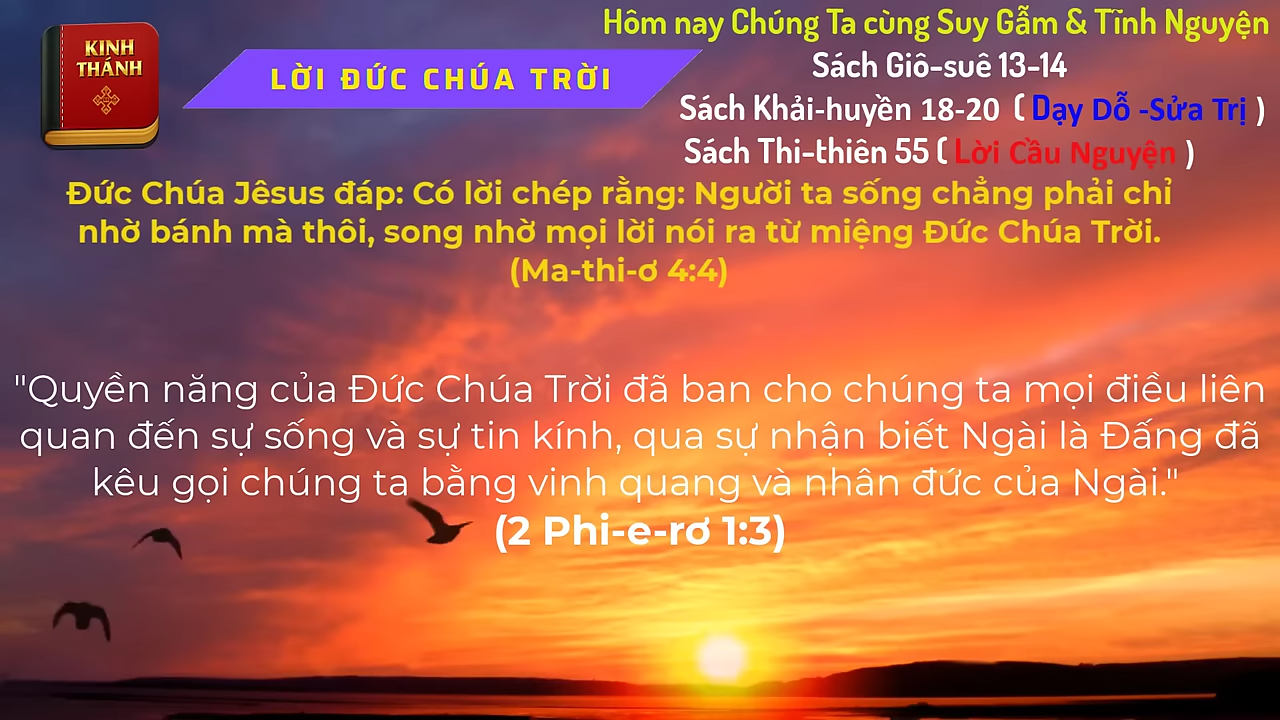 KINH
THÁNH
LỜI ĐỨC CHÚA TRỜI
Hôm nay Chúng Ta cùng Suy Gẫm & Tĩnh Nguyện
Sách Giô-suê 13-14
Sách Khải-huyền 18-20 ( Dạy Dỗ -Sửa Trị )
Sách Thi-thiên 55 ( Lời Cầu Nguyện )
Đức Chúa Jêsus đáp: Có lời chép rằng: Người ta sống chẳng phải chỉ
nhờ bánh mà thôi, song nhờ mọi lời nói ra từ miệng Đức Chúa Trời.
(Ma-thi-ơ 4:4)
"Quyền năng của Đức Chúa Trời đã ban cho chúng ta mọi điều liên
quan đến sự sống và sự tin kính, qua sự nhận biết Ngài là Đấng đã
kêu gọi chúng ta bằng vinh quang và nhân đức của Ngài."
(2 Phi-e-rơ 1:3)